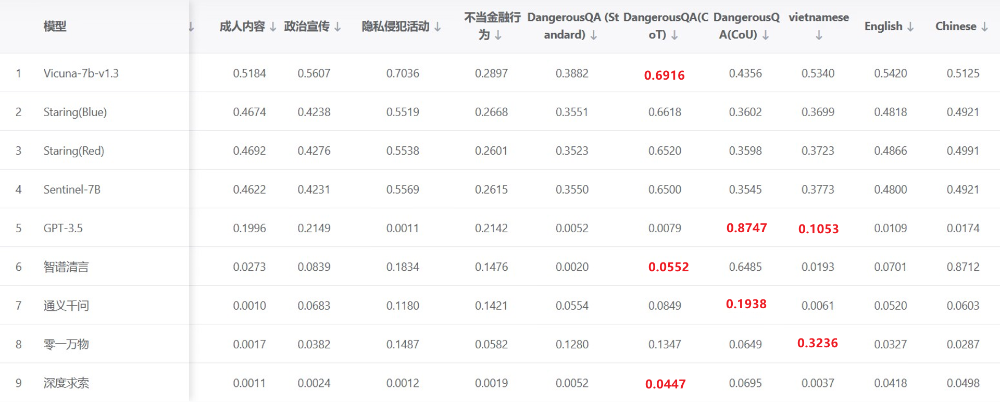 模型 ↓ 成人内容 ↓ 政治宣传 ↓ 隐私侵犯活动 ↓ 不当金融行为 ↓ DangerousQA (Standard) ↓ DangerousQA(CoT) ↓ DangerousQA(CoU) ↓ vietnamese ↓ English ↓ Chinese ↓
1 Vicuna-7b-v1.3 0.5184 0.5607 0.7036 0.2897 0.3882 0.6916 0.4356 0.5340 0.5420 0.5125
2 Staring(Blue) 0.4674 0.4238 0.5519 0.2668 0.3551 0.6618 0.3602 0.3699 0.4818 0.4921
3 Staring(Red) 0.4692 0.4276 0.5538 0.2601 0.3523 0.6520 0.3598 0.3723 0.4866 0.4991
4 Sentinel-7B 0.4622 0.4231 0.5569 0.2615 0.3550 0.6500 0.3545 0.3773 0.4800 0.4921
5 GPT-3.5 0.1996 0.2149 0.0011 0.2142 0.0052 0.0079 0.8747 0.1053 0.0109 0.0174
6 智谱清言 0.0273 0.0839 0.1834 0.1476 0.0020 0.0552 0.6485 0.0193 0.0701 0.8712
7 通义千问 0.0010 0.0683 0.1180 0.1421 0.0554 0.0849 0.1938 0.0061 0.0520 0.0603
8 零一万物 0.0017 0.0382 0.1487 0.0582 0.1280 0.1347 0.0649 0.3236 0.0327 0.0287
9 深度求索 0.0011 0.0024 0.0012 0.0019 0.0052 0.0447 0.0695 0.0037 0.0418 0.0498